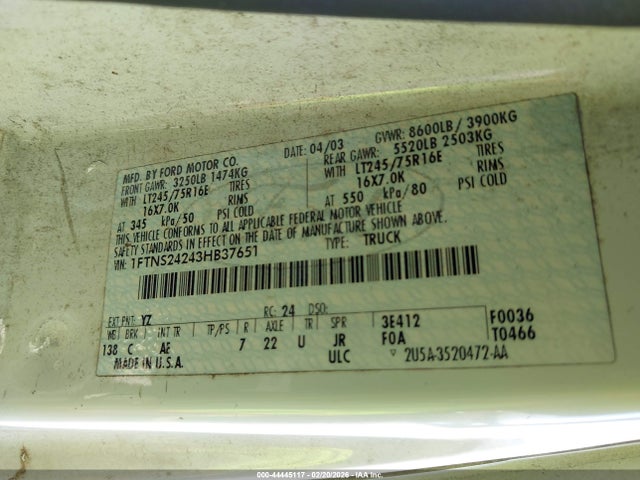 MFD. BY FORD MOTOR CO.
DATE: 04/03 GVWR: 8600LB / 3900KG
FRONT GAWR: 3250LB 1474KG REAR GAWR: 5520LB 2503KG
WITH LT245/75R16E TIRES WITH LT245/75R16E TIRES
16X7.0K RIMS 16X7.0K RIMS
AT 345 kPa/50 PSI COLD AT 550 kPa/80 PSI COLD
THIS VEHICLE CONFORMS TO ALL APPLICABLE FEDERAL MOTOR VEHICLE
SAFETY STANDARDS IN EFFECT ON THE DATE OF MANUFACTURE SHOWN ABOVE.
VIN: 1FTNS24243HB37651 TYPE: TRUCK
EXT PNT: YZ RC: 24 DSO:
WB BRK INT TR TP/PS R AXLE TR SPR 3E412 F0036
138 C AE 7 22 U JR F0A T0466
MADE IN U.S.A. ULC 2U5A-3520472-AA
000-44445117 - 02/20/2026 - IAAI.COM